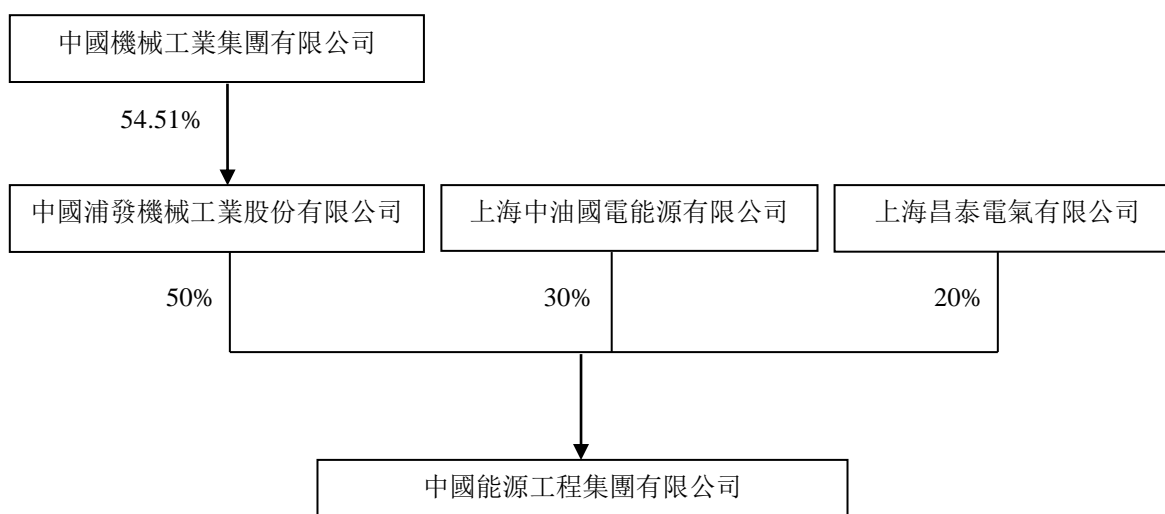 中國機械工業集團有限公司
54.51%
中國浦發機械工業股份有限公司
上海中油國電能源有限公司
上海昌泰電氣有限公司
50%
30%
20%
中國能源工程集團有限公司